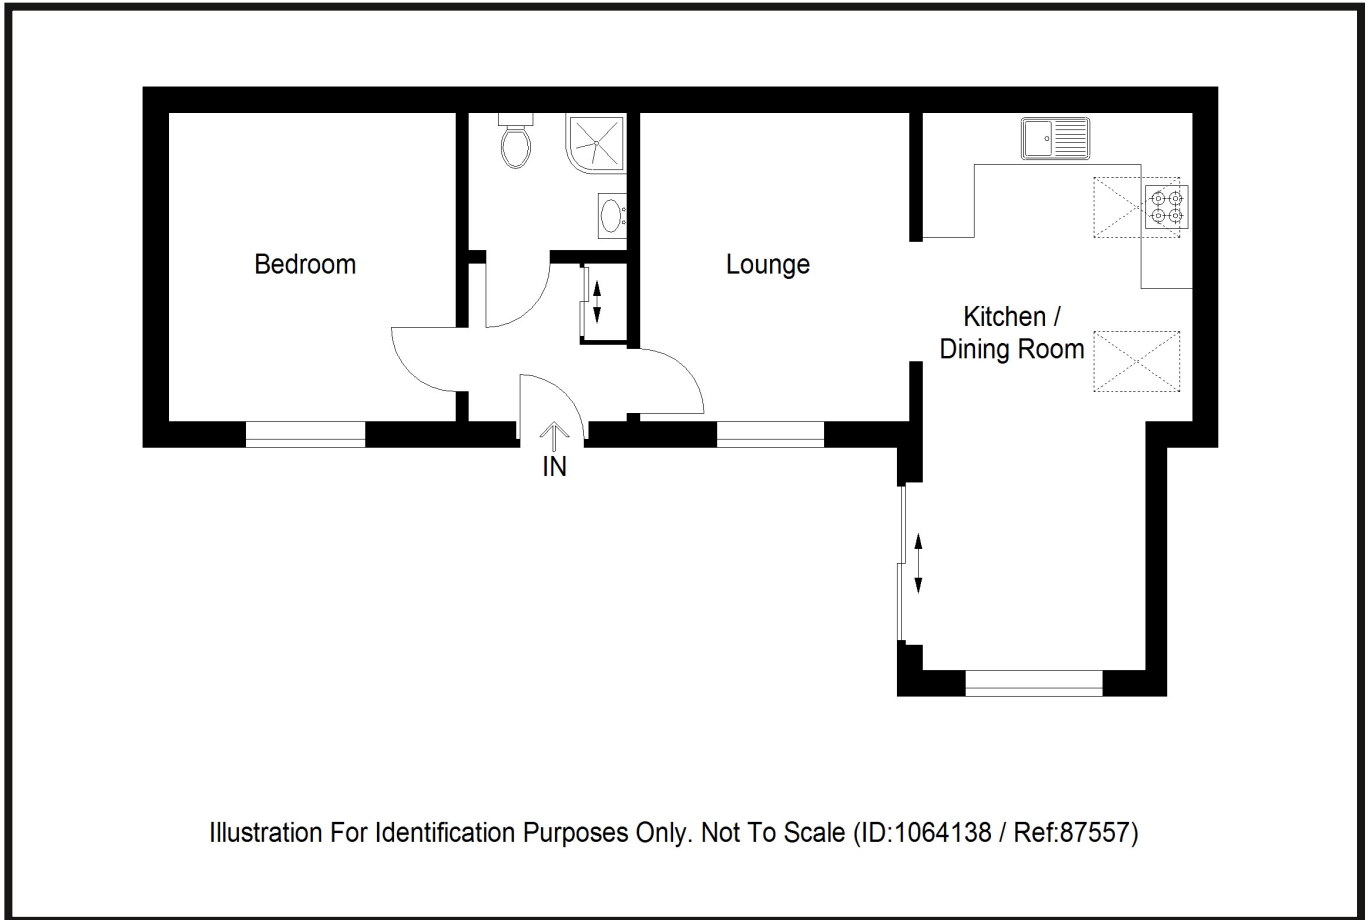 Bedroom
Lounge
Kitchen /
Dining Room
IN
Illustration For Identification Purposes Only. Not To Scale (ID:1064138 / Ref:87557)